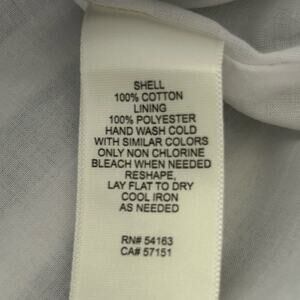 SHELL
100% COTTON
LINING
100% POLYESTER
HAND WASH COLD
WITH SIMILAR COLORS
ONLY NON CHLORINE
BLEACH WHEN NEEDED
RESHAPE,
LAY FLAT TO DRY
COOL IRON
AS NEEDED
RN# 54163
CA# 57151